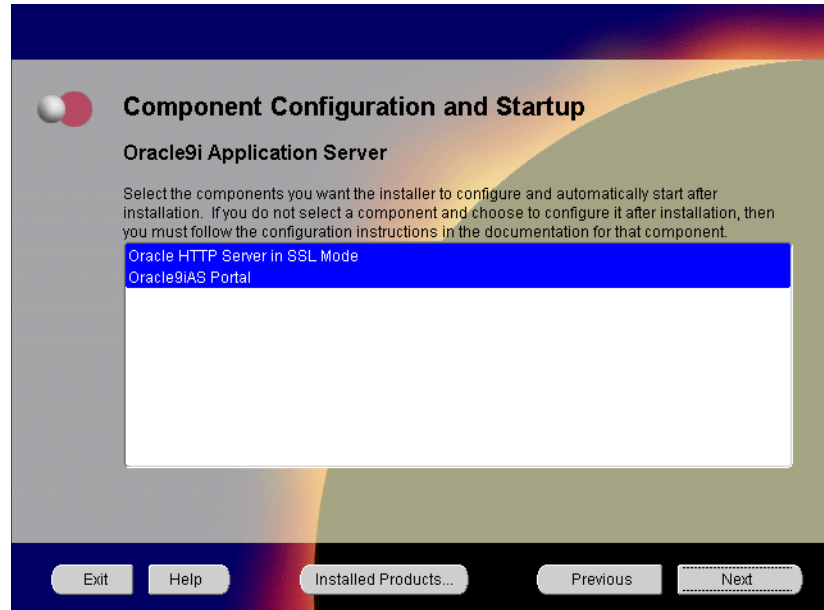 Component Configuration and Startup
Oracle9i Application Server
Select the components you want the installer to configure and automatically start after
installation. If you do not select a component and choose to configure it after installation, then
you must follow the configuration instructions in the documentation for that component.
Oracle HTTP Server in SSL Mode
Oracle9iAS Portal
Exit
Help
Installed Products...
Previous
Next